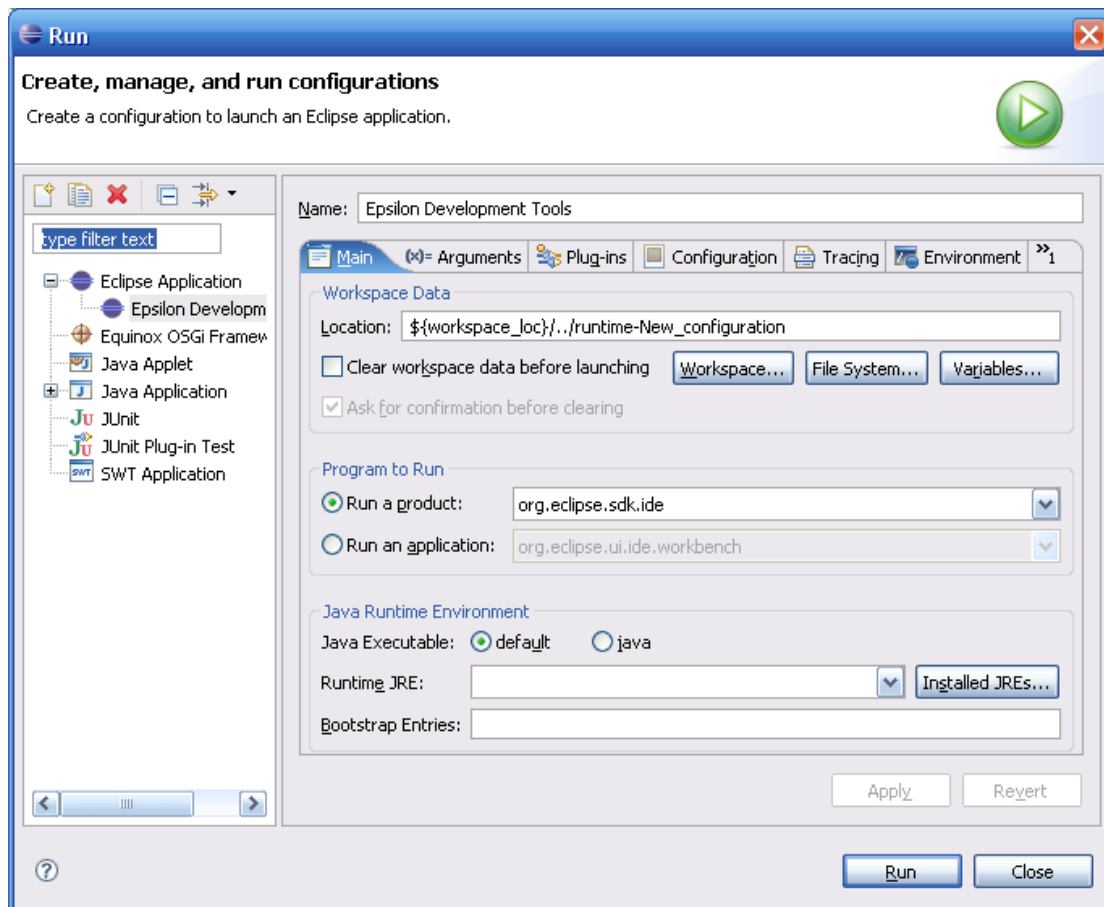 Run
Create, manage, and run configurations
Create a configuration to launch an Eclipse application.
type filter text
Eclipse Application
Epsilon Developm
Equinox OSGi Framew
Java Applet
Java Application
JUnit
JUnit Plug-in Test
SWT Application
Name: Epsilon Development Tools
Main (x)= Arguments Plug-ins Configuration Tracing Environment »1
Workspace Data
Location: ${workspace_loc}/../runtime-New_configuration
Clear workspace data before launching Workspace... File System... Variables...
Ask for confirmation before clearing
Program to Run
Run a product: org.eclipse.sdk.ide
Run an application: org.eclipse.ui.ide.workbench
Java Runtime Environment
Java Executable: default java
Runtime JRE: Installed JREs...
Bootstrap Entries:
Apply Revert
Run Close